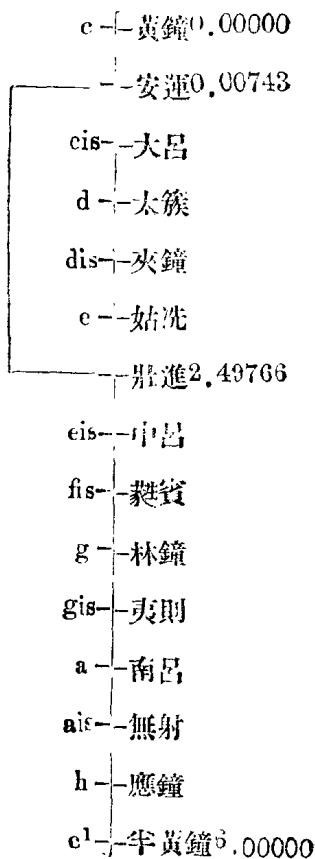 c 黃鐘0.00000
安運0.00743
cis 大呂
d 太簇
dis 夾鐘
e 姑洗
壯進2.49766
eis 中呂
fis 蕤賓
g 林鐘
gis 夷則
a 南呂
ais 無射
h 應鐘
c¹ 半黃鐘6.00000